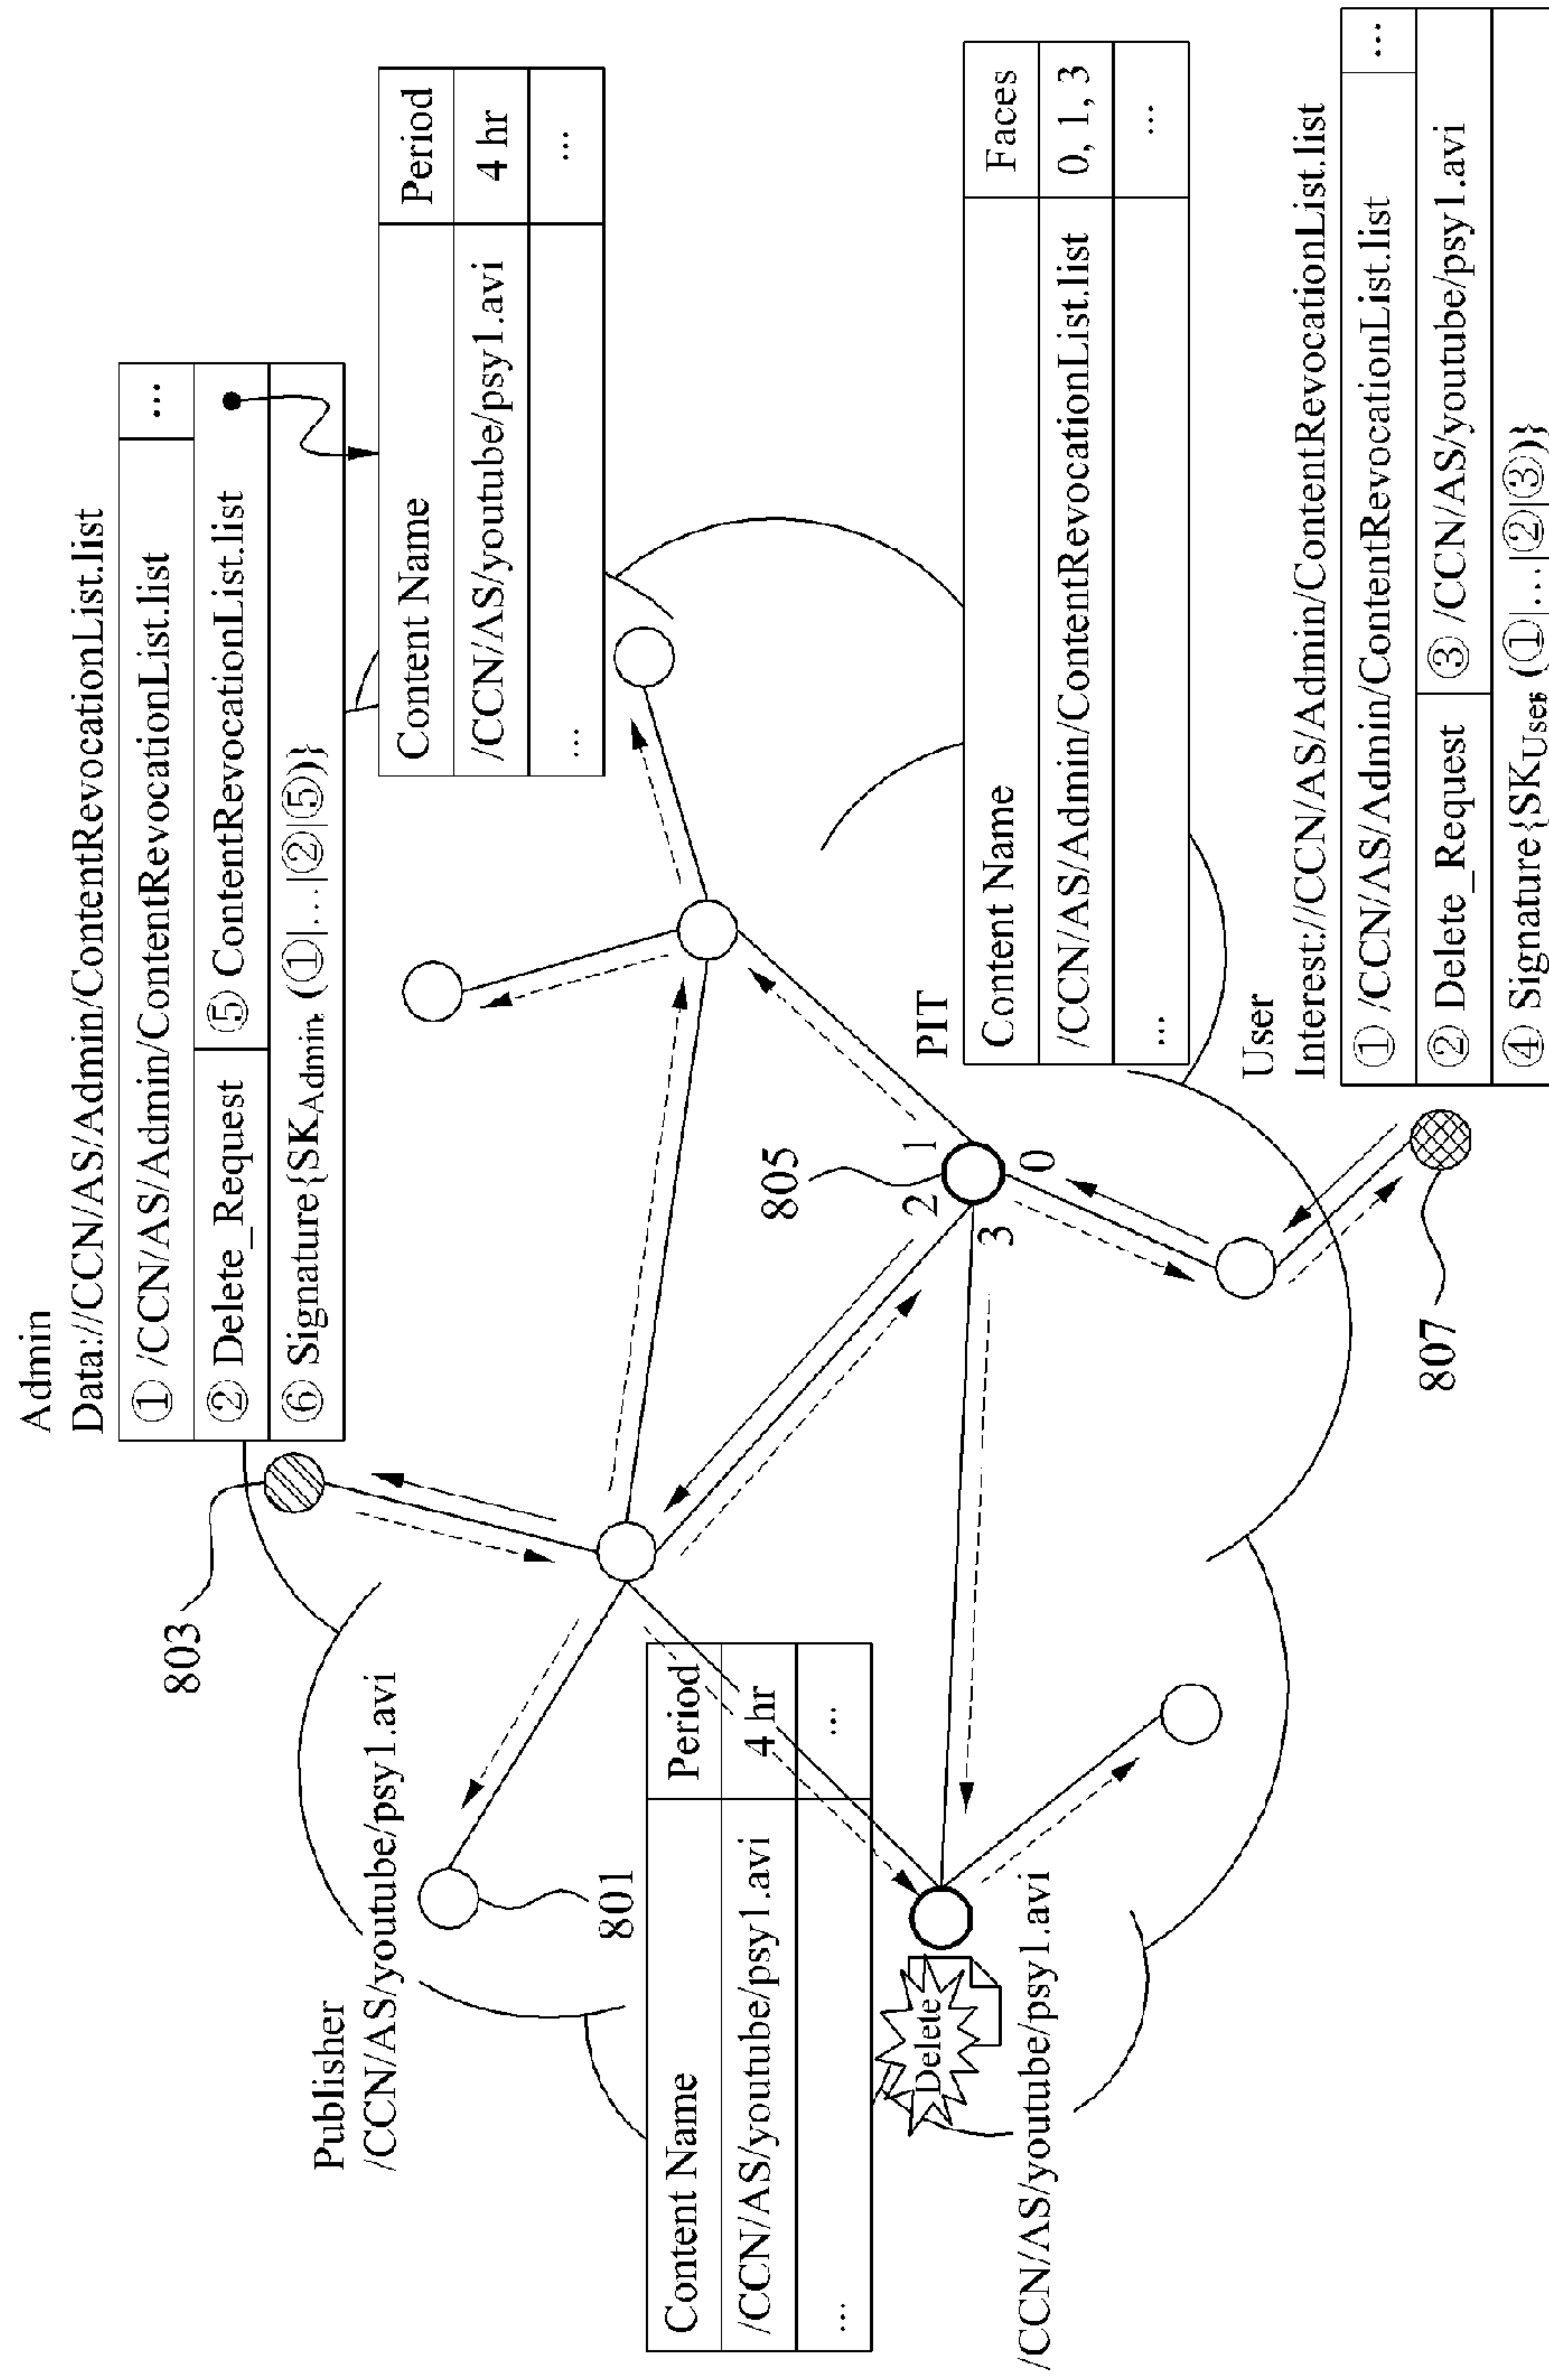 Admin
Data://CCN/AS/Admin/ContentRevocationList.list
① /CCN/AS/Admin/ContentRevocationList.list ...
② Delete_Request ⑤ ContentRevocationList.list
⑥ Signature{SKAdmin, (①|...|②|⑤)}
803
Content Name Period
/CCN/AS/youtube/psy1.avi 4 hr
... ...
Publisher
/CCN/AS/youtube/psy1.avi
801
Content Name Period
/CCN/AS/youtube/psy1.avi 4 hr
... ...
Delete
/CCN/AS/youtube/psy1.avi
805
1
2
3
0
PIT
Content Name Faces
/CCN/AS/Admin/ContentRevocationList.list 0, 1, 3
... ...
807
User
Interest://CCN/AS/Admin/ContentRevocationList.list
① /CCN/AS/Admin/ContentRevocationList.list ...
② Delete_Request ③ /CCN/AS/youtube/psy1.avi
④ Signature{SKUser, (①|...|②|③)}